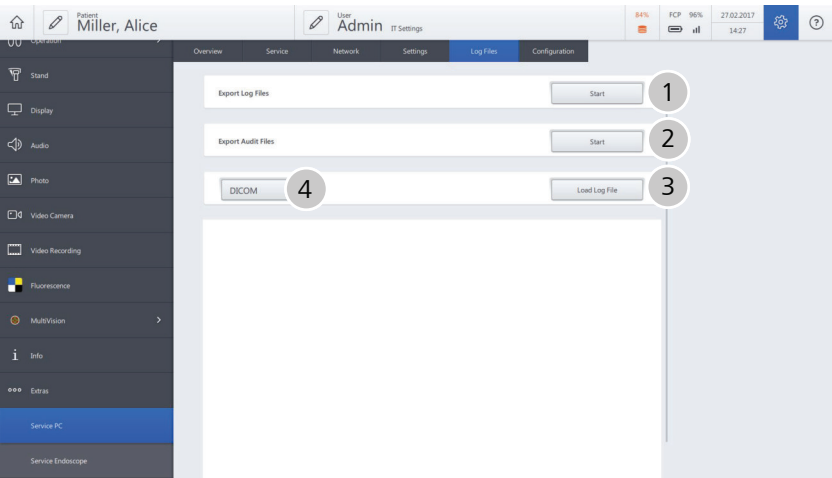 Patient
Miller, Alice
User
Admin IT Settings
84%
FCP 96%
27.02.2017
14:27
Operation
Stand
Display
Audio
Photo
Video Camera
Video Recording
Fluorescence
MultiVision
Info
Extras
Service PC
Service Endoscope
Overview Service Network Settings Log Files Configuration
Export Log Files Start 1
Export Audit Files Start 2
DICOM 4 Load Log File 3